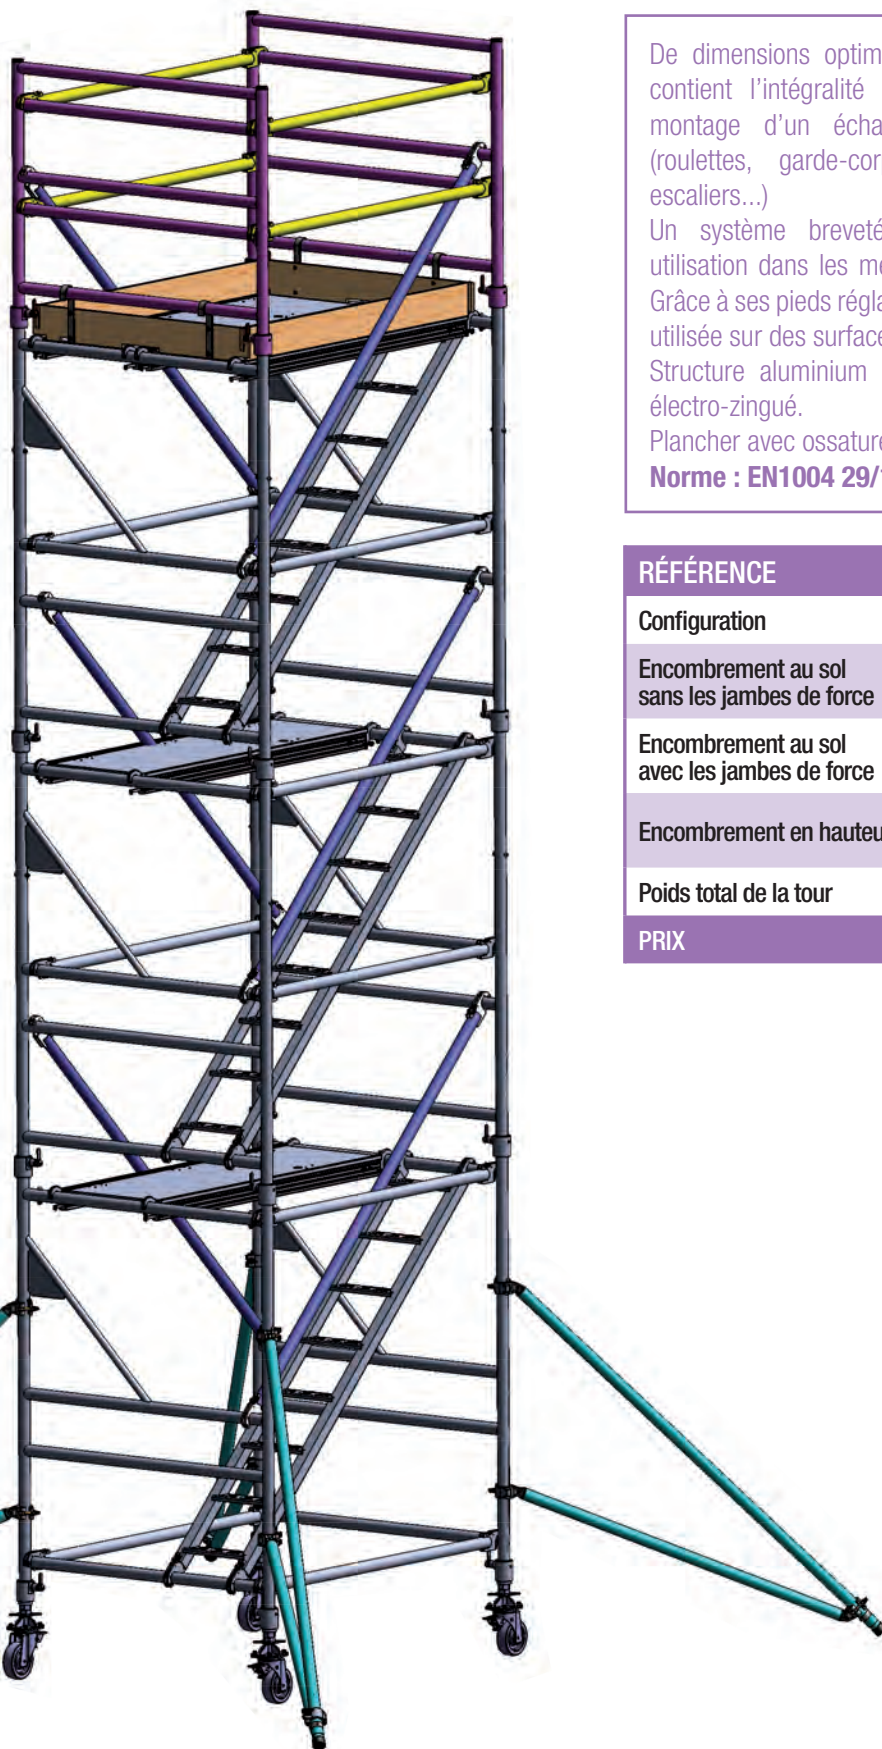 De dimensions optim
contient l’intégralité
montage d’un écha
(roulettes, garde-cor
escaliers...)
Un système breveté
utilisation dans les me
Grâce à ses pieds régla
utilisée sur des surface
Structure aluminium
électro-zingué.
Plancher avec ossature
Norme : EN1004 29/
RÉFÉRENCE
Configuration
Encombrement au sol
sans les jambes de force
Encombrement au sol
avec les jambes de force
Encombrement en hauteu
Poids total de la tour
PRIX